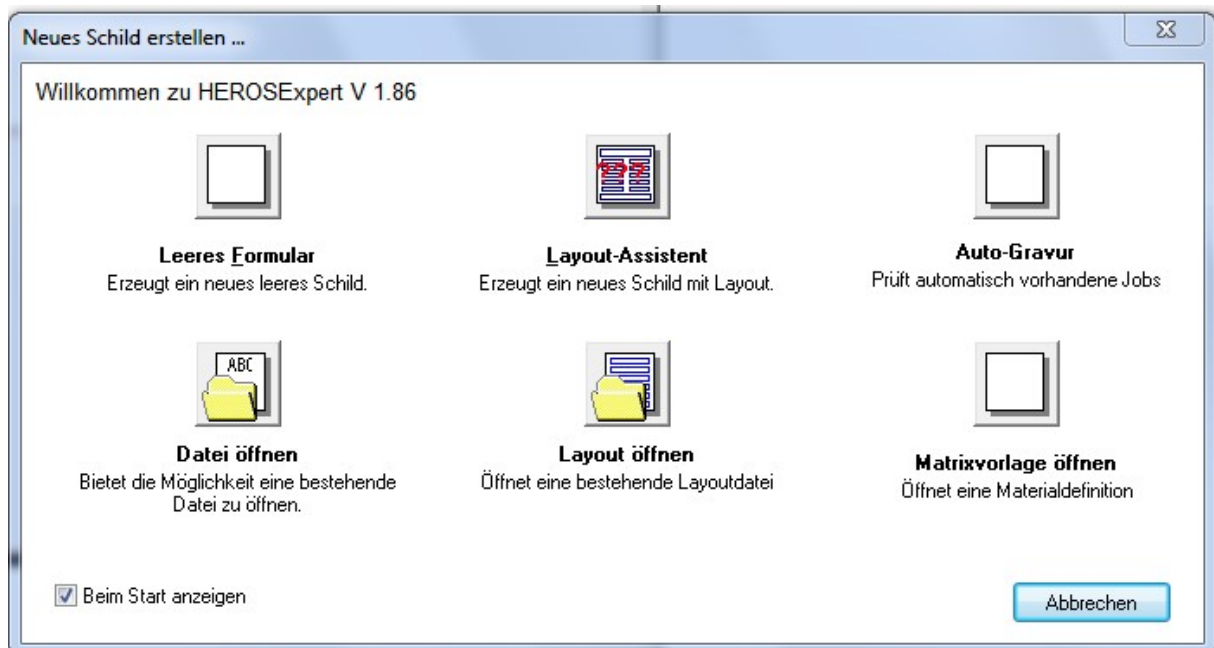 Neues Schild erstellen ...
Willkommen zu HEROSExpert V 1.86
???
Leeres Formular
Erzeugt ein neues leeres Schild.
Layout-Assistent
Erzeugt ein neues Schild mit Layout.
Auto-Gravur
Prüft automatisch vorhandene Jobs
ABC
Datei öffnen
Bietet die Möglichkeit eine bestehende
Datei zu öffnen.
Layout öffnen
Öffnet eine bestehende Layoutdatei
Matrixvorlage öffnen
Öffnet eine Materialdefinition
Beim Start anzeigen
Abbrechen